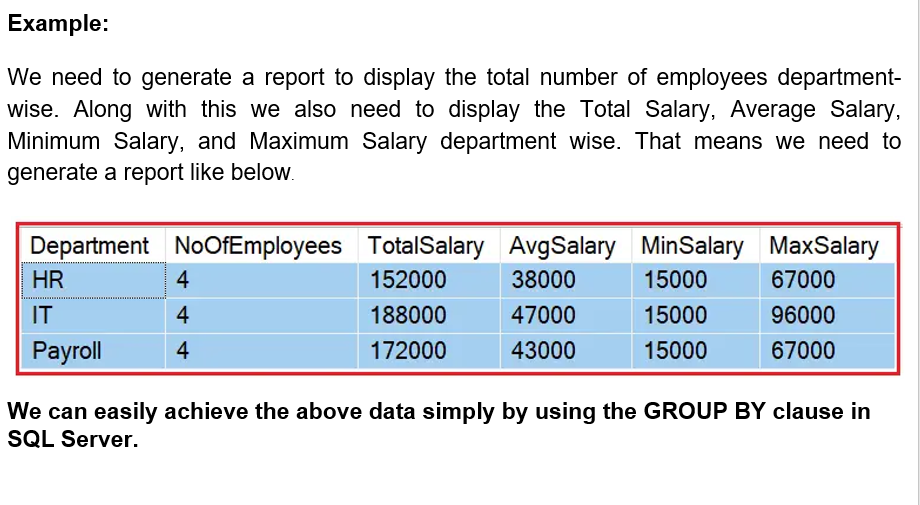 Example:
We need to generate a report to display the total number of employees department-
wise. Along with this we also need to display the Total Salary, Average Salary,
Minimum Salary, and Maximum Salary department wise. That means we need to
generate a report like below.
Department NoOfEmployees TotalSalary AvgSalary MinSalary MaxSalary
HR 4 152000 38000 15000 67000
IT 4 188000 47000 15000 96000
Payroll 4 172000 43000 15000 67000
We can easily achieve the above data simply by using the GROUP BY clause in
SQL Server.